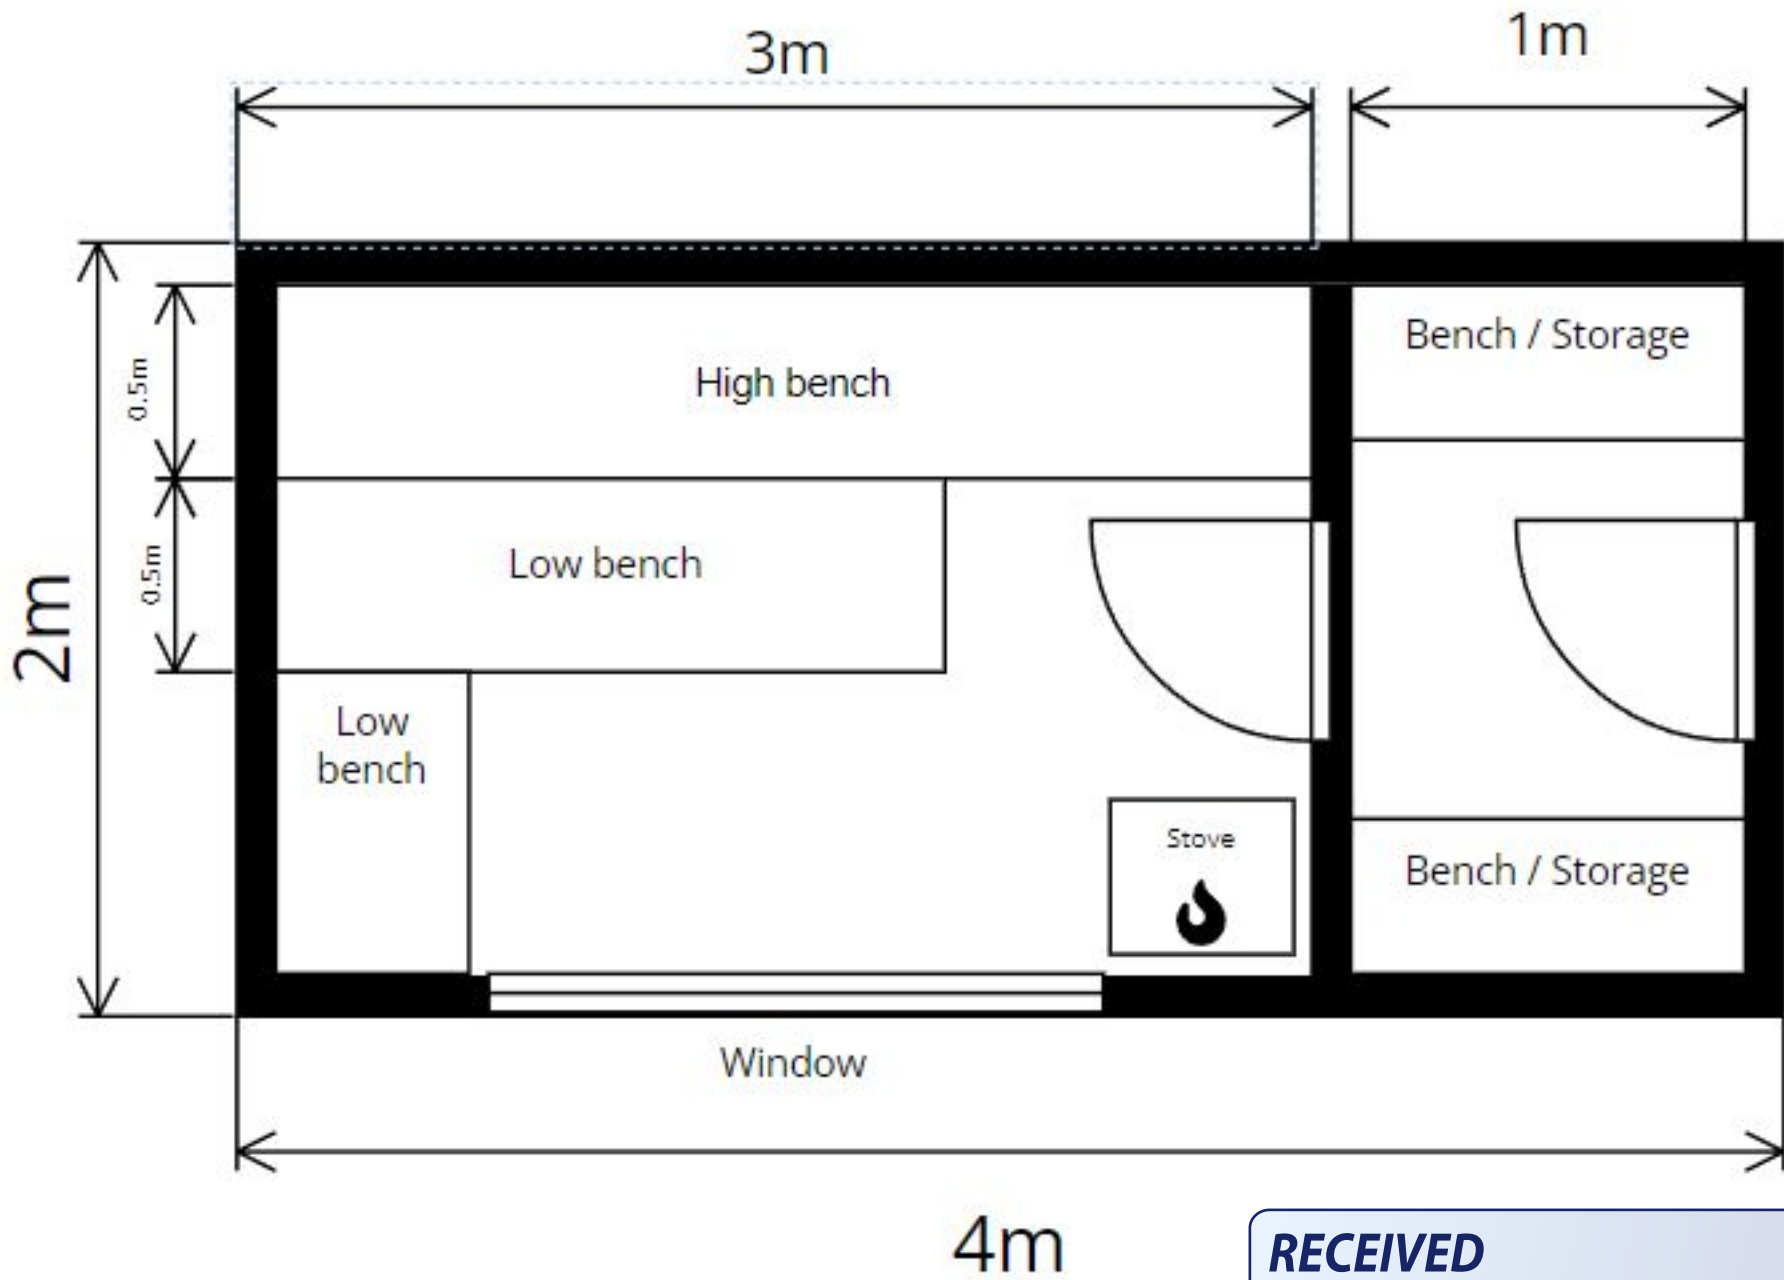 3m
1m
0.5m
High bench
Bench / Storage
2m
0.5m
Low bench
Low
bench
Stove
Bench / Storage
Window
4m
RECEIVED